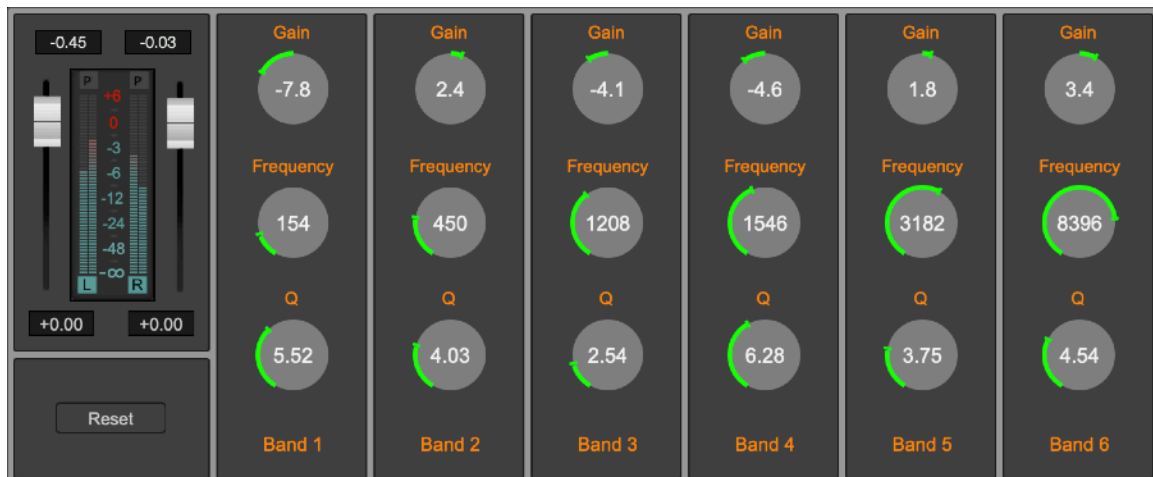 -0.45 -0.03
P P
+6
0
-3
-6
-12
-24
-48
-∞
L R
+0.00 +0.00
Reset
Gain
-7.8
Frequency
154
Q
5.52
Band 1
Gain
2.4
Frequency
450
Q
4.03
Band 2
Gain
-4.1
Frequency
1208
Q
2.54
Band 3
Gain
-4.6
Frequency
1546
Q
6.28
Band 4
Gain
1.8
Frequency
3182
Q
3.75
Band 5
Gain
3.4
Frequency
8396
Q
4.54
Band 6